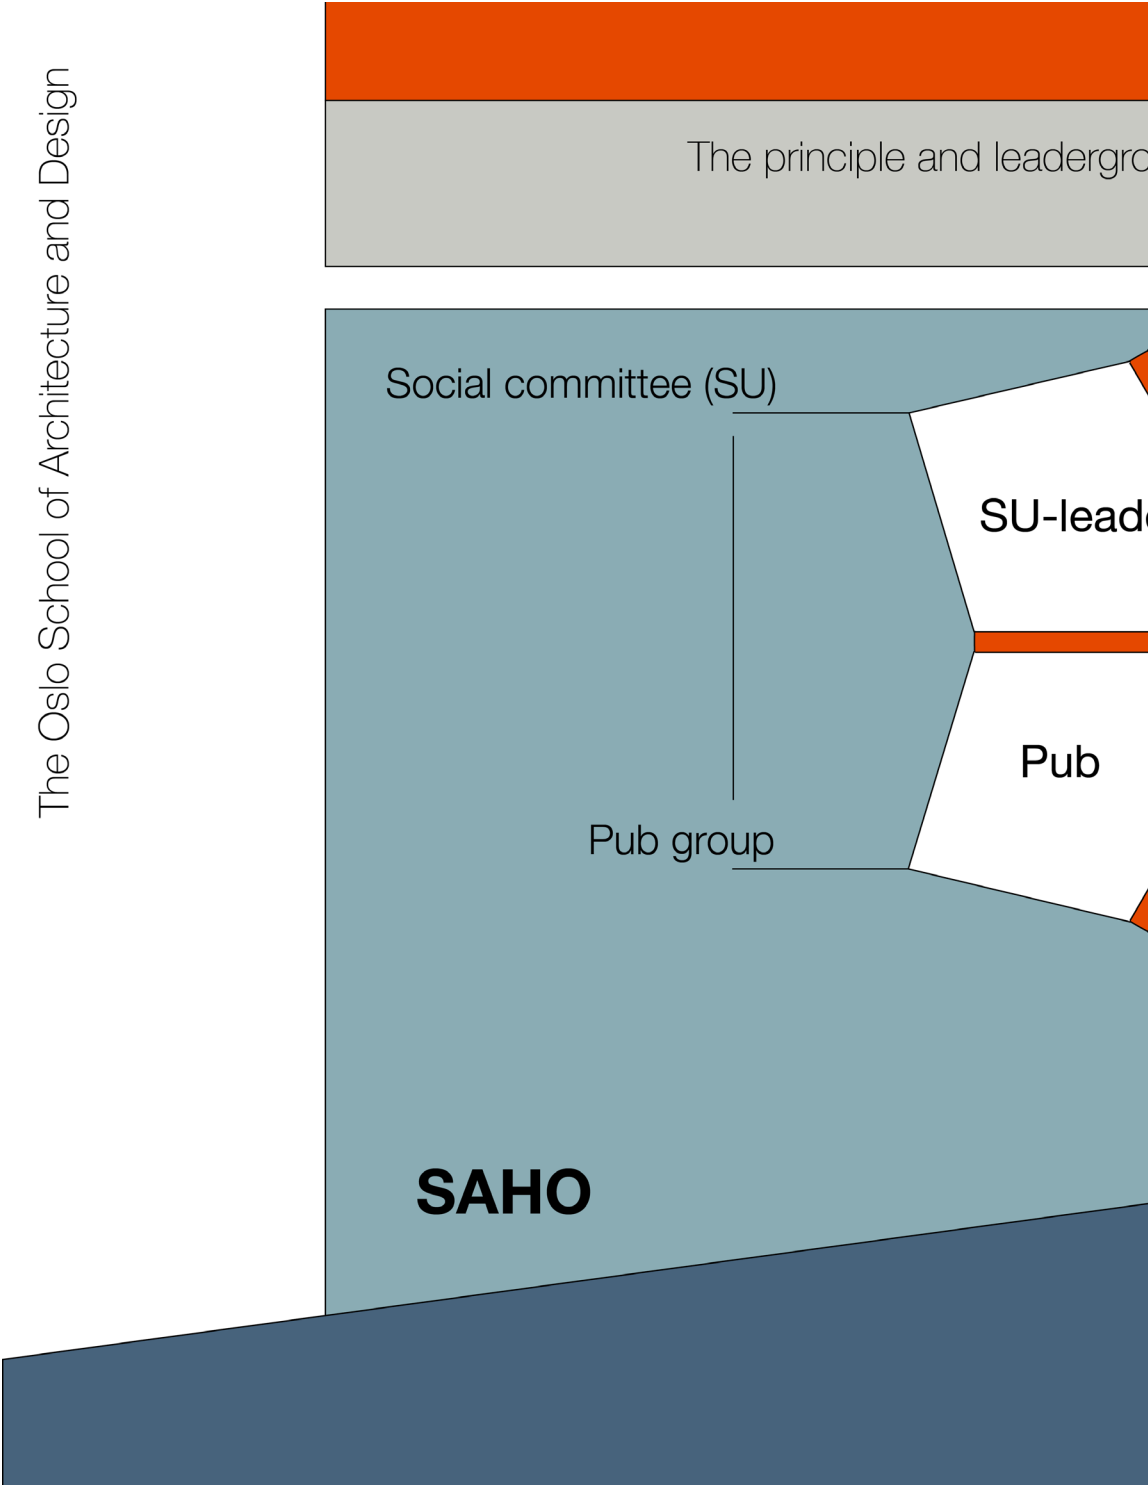 The Oslo School of Architecture and Design
The principle and leadergro
Social committee (SU)
SU-lead
Pub
Pub group
SAHO